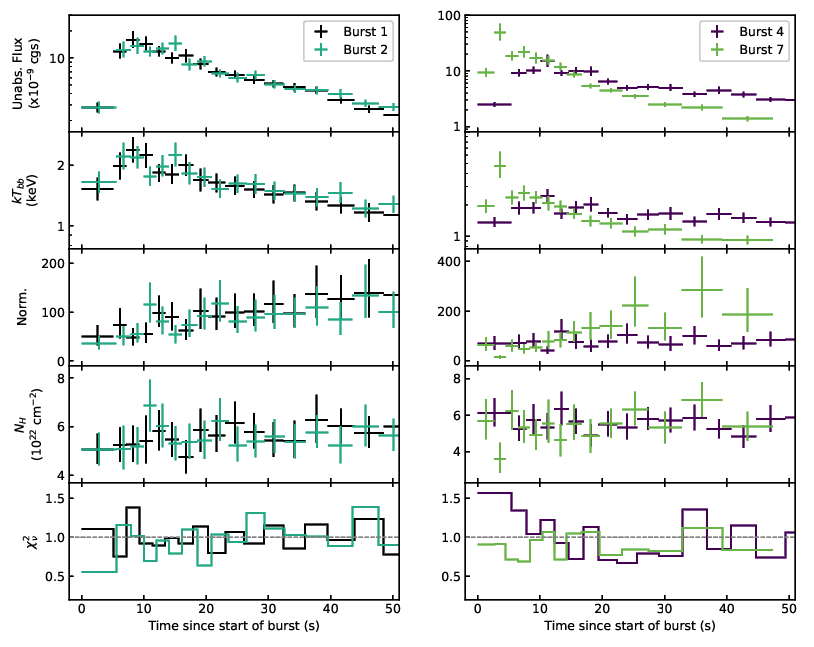 Unabs. Flux
(x10⁻⁹ cgs)
10
Burst 1
Burst 2
kT_bb
(keV)
2
1
Norm.
200
100
0
N_H
(10²² cm⁻²)
8
6
4
χ²_ν
1.5
1.0
0.5
0 10 20 30 40 50
Time since start of burst (s)
100
10
1
Burst 4
Burst 7
1
400
200
0
8
6
4
1.5
1.0
0.5
0 10 20 30 40 50
Time since start of burst (s)